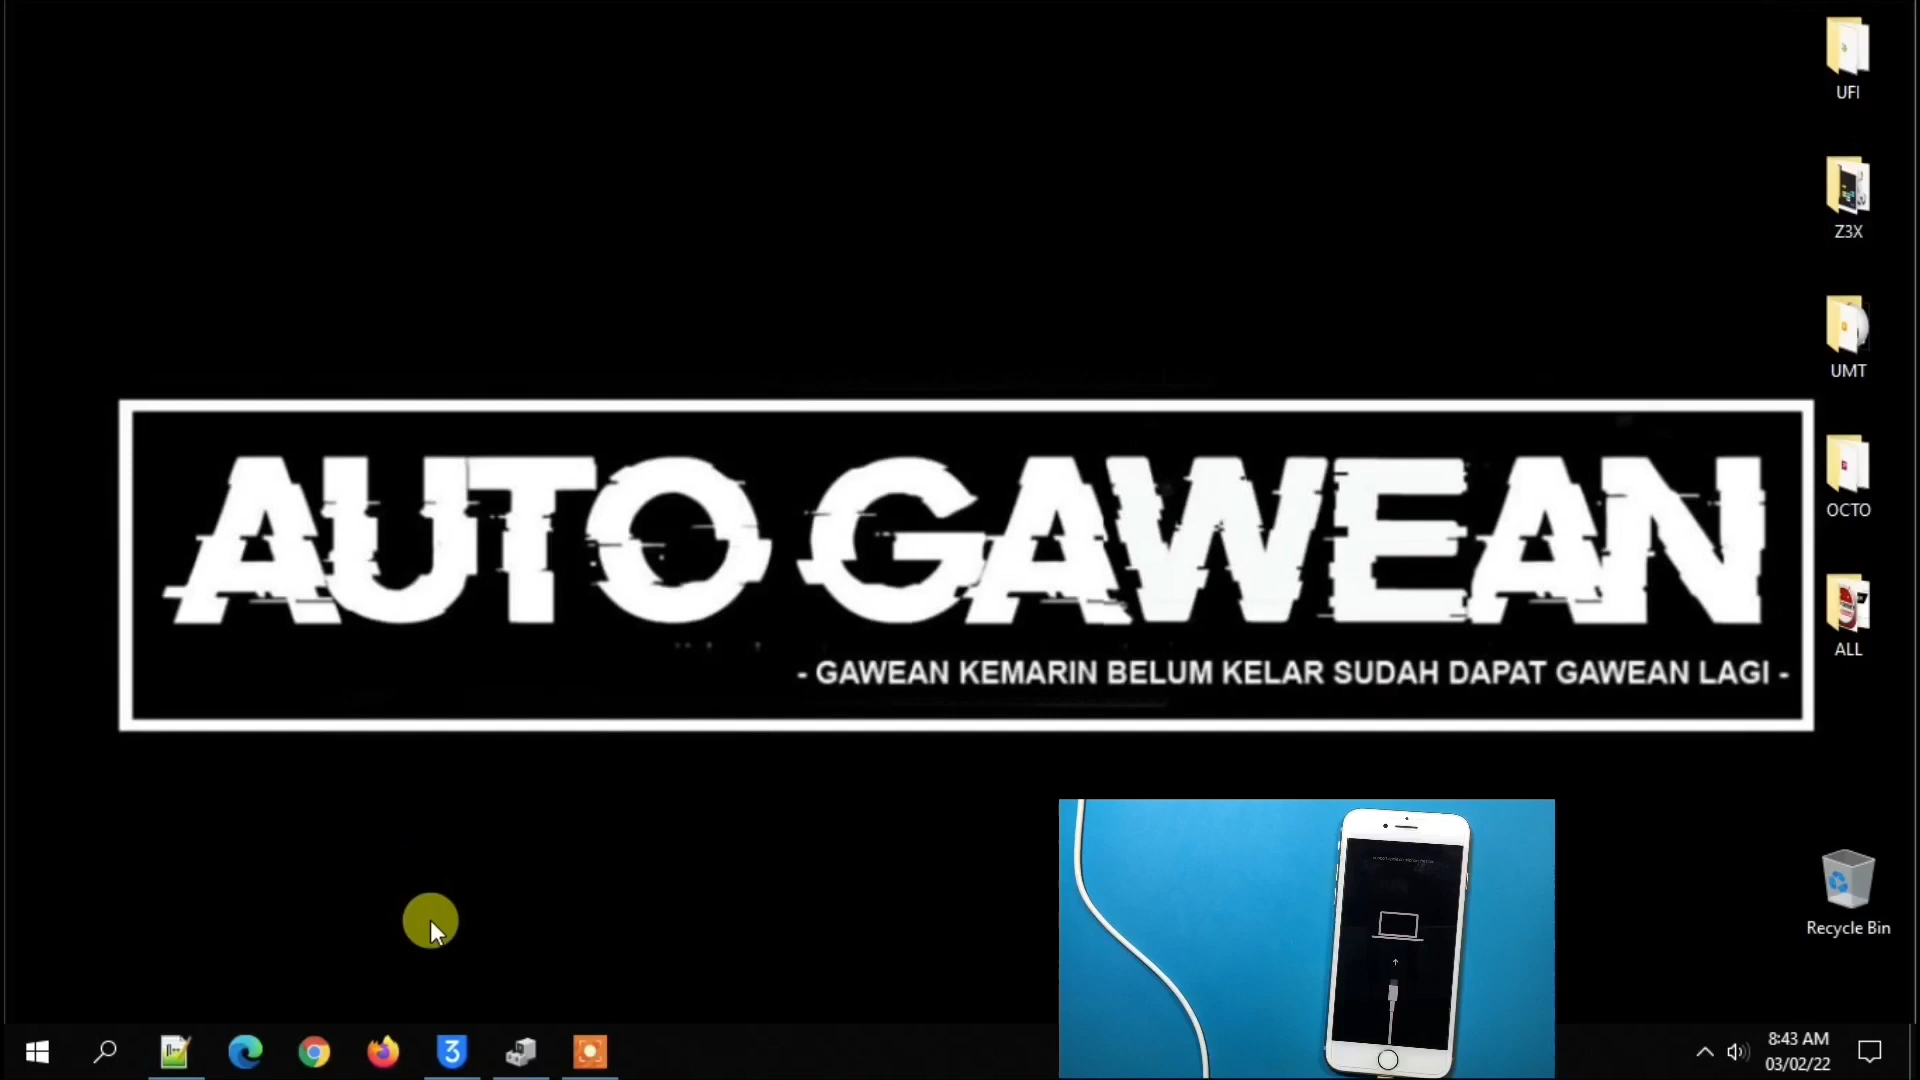 UFI
Z3X
UMT
OCTO
ALL
AUTO GAWEAN
- GAWEAN KEMARIN BELUM KELAR SUDAH DAPAT GAWEAN LAGI -
Recycle Bin
3
8:43 AM
03/02/22